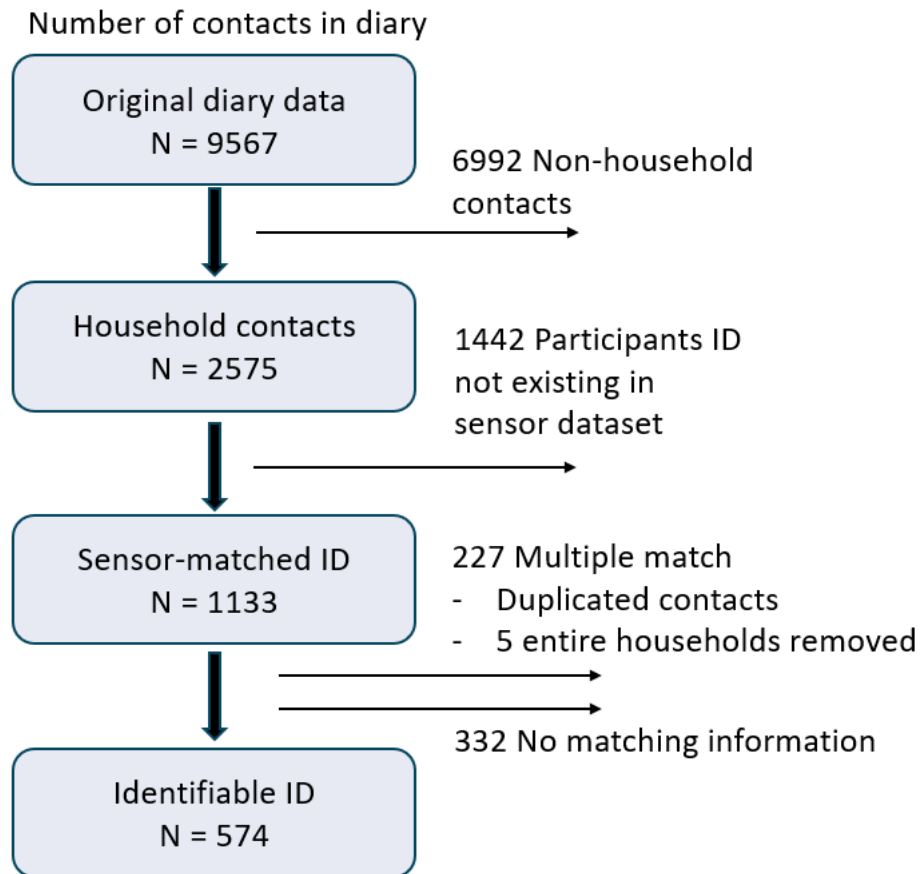 Number of contacts in diary
Original diary data
N = 9567
6992 Non-household
contacts
Household contacts
N = 2575
1442 Participants ID
not existing in
sensor dataset
Sensor-matched ID
N = 1133
227 Multiple match
- Duplicated contacts
- 5 entire households removed
332 No matching information
Identifiable ID
N = 574